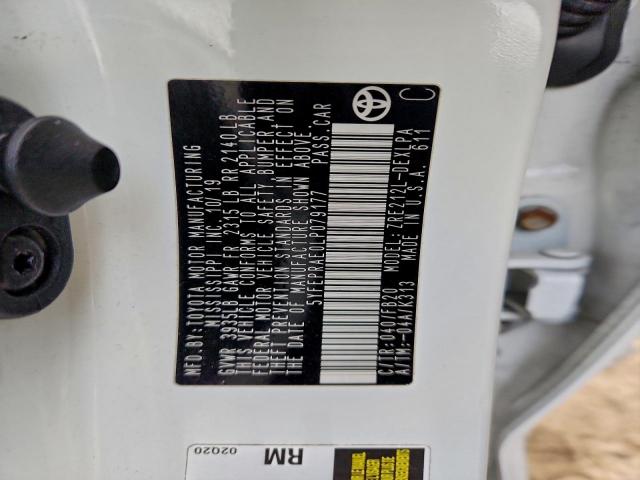 MFD.BY: TOYOTA MOTOR MANUFACTURING
MISSISSIPPI INC. 10/19
GVWR 3935LB GAWR FR 2315 LB RR 2140 LB
THIS VEHICLE CONFORMS TO ALL APPLICABLE
FEDERAL MOTOR VEHICLE SAFETY, BUMPER, AND
THEFT PREVENTION STANDARDS IN EFFECT ON
THE DATE OF MANUFACTURE SHOWN ABOVE.
5YFEPRAE0LP079177 PASS.CAR
C/TR:040/FB20 MODEL: ZRE212L-DEXLPA
A/TM:-04A/K313 MADE IN U.S.A. 611
C
RM
02Q20